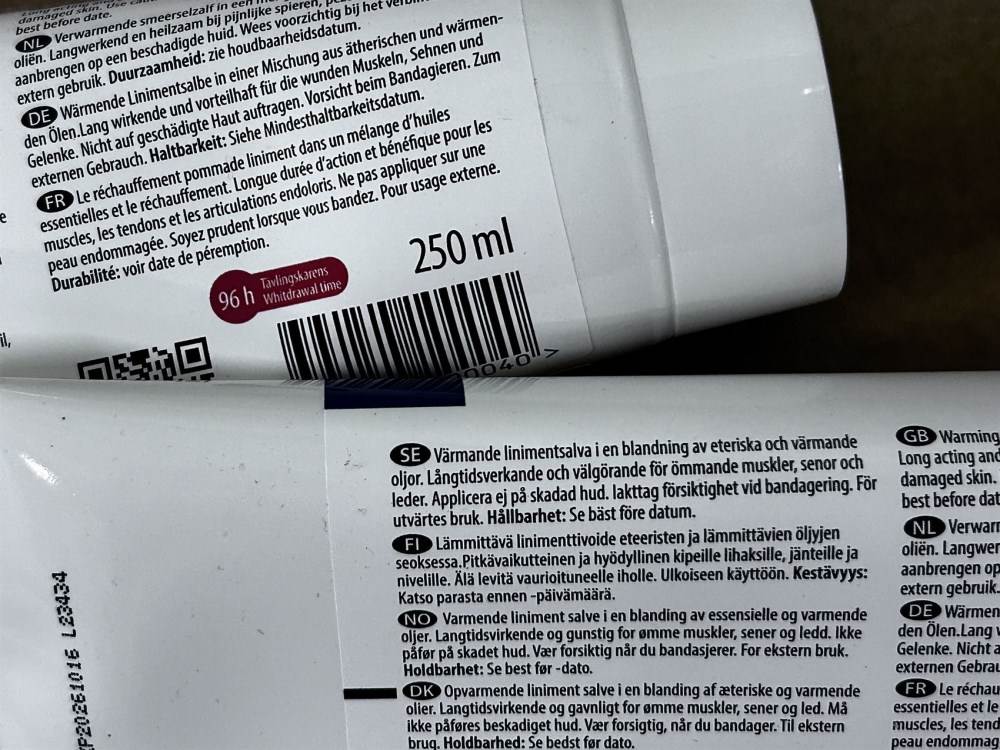 damaged skin. Use
best before date.
NL Verwarmende smeerselzalf in een
oliën. Langwerkend en heilzaam bij pijnlijke spieren,
aanbrengen op een beschadigde huid. Wees voorzichtig bij het
extern gebruik. Duurzaamheid: zie houdbaarheidsdatum.
DE Wärmende Linimentsalbe in einer Mischung aus ätherischen und wärmen-
den Ölen.Lang wirkende und vorteilhaft für die wunden Muskeln, Sehnen und
Gelenke. Nicht auf geschädigte Haut auftragen. Vorsicht beim Bandagieren. Zum
externen Gebrauch. Haltbarkeit: Siehe Mindesthaltbarkeitsdatum.
FR Le réchauffement pommade liniment dans un mélange d'huiles
essentielles et le réchauffement. Longue durée d'action et bénéfique pour les
muscles, les tendons et les articulations endoloris. Ne pas appliquer sur une
peau endommagée. Soyez prudent lorsque vous bandez. Pour usage externe.
Durabilité: voir date de péremption.
250 ml
96 h Tävlingskarens
Whitdrawal time
il,
0040 >
SE Värmande linimentsalva i en blandning av eteriska och värmande
oljor. Långtidsverkande och välgörande för ömmande muskler, senor och
leder. Applicera ej på skadad hud. Iakttag försiktighet vid bandagering. För
utvärtes bruk. Hållbarhet: Se bäst före datum.
FI Lämmittävä linimenttivoide eteeristen ja lämmittävien öljyjen
seoksessa.Pitkävaikutteinen ja hyödyllinen kipeille lihaksille, jänteille ja
nivelille. Älä levitä vaurioituneelle iholle. Ulkoiseen käyttöön. Kestävyys:
Katso parasta ennen -päivämäärä.
NO Varmende liniment salve i en blanding av essensielle og varmende
oljer. Langtidsvirkende og gunstig for ømme muskler, sener og ledd. Ikke
påfør på skadet hud. Vær forsiktig når du bandasjerer. For ekstern bruk.
Holdbarhet: Se best før -dato.
DK Opvarmende liniment salve i en blanding af æteriske og varmende
olier. Langtidsvirkende og gavnligt for ømme muskler, sener og led. Må
ikke påføres beskadiget hud. Vær forsigtig, når du bandager. Til ekstern
brug. Holdbarhed: Se bedst før dato.
GB Warming
Long acting and
damaged skin.
best before dat
NL Verwarm
oliën. Langwer
aanbrengen op
extern gebruik.
DE Wärmen
den Ölen.Lang w
Gelenke. Nicht a
externen Gebrau
FR Le réchau
essentielles et le
muscles, les tend
peau endommag
P20261016 L23434